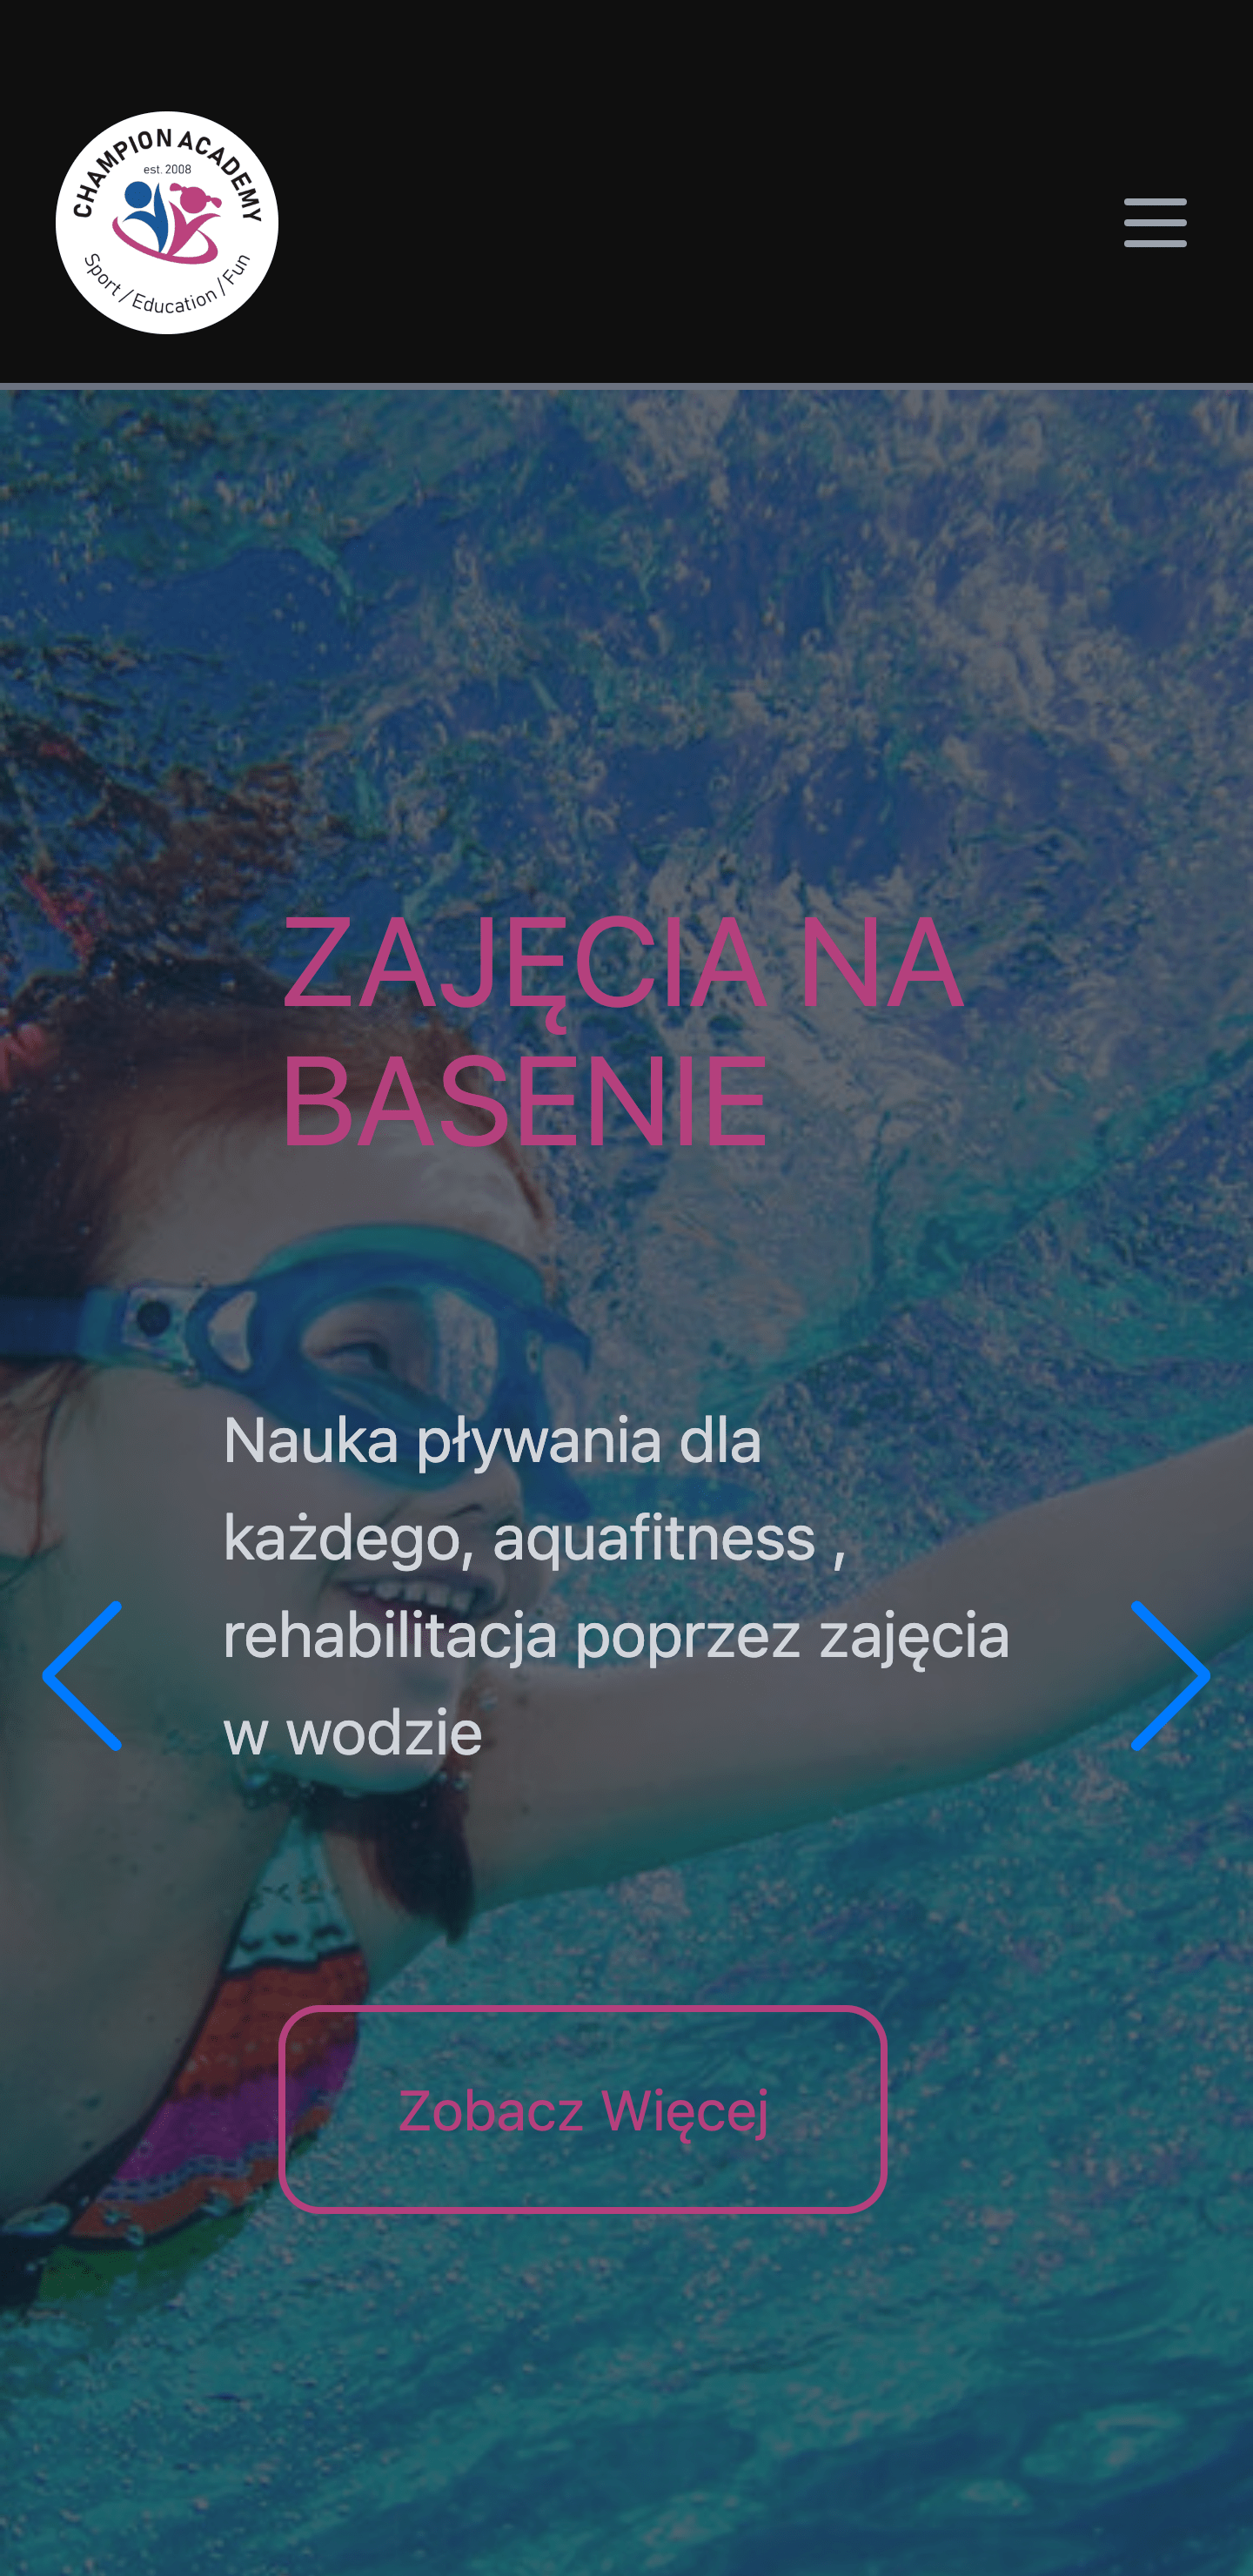 CHAMPION ACADEMY
est. 2008
Sport / Education / Fun
ZAJĘCIA NA
BASENIE
Nauka pływania dla
każdego, aquafitness ,
rehabilitacja poprzez zajęcia
w wodzie
Zobacz Więcej